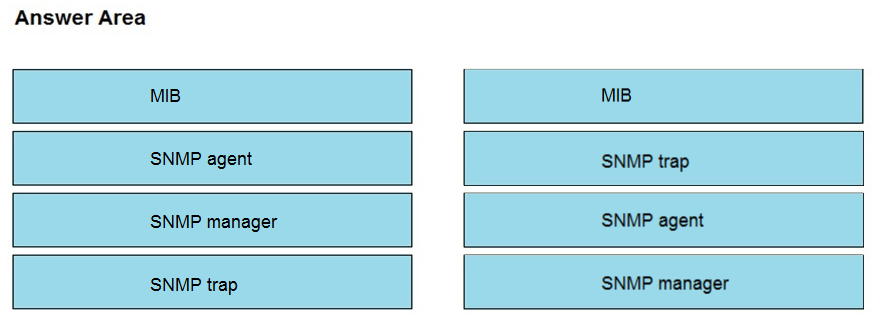 Answer Area
MIB
SNMP agent
SNMP manager
SNMP trap
MIB
SNMP trap
SNMP agent
SNMP manager